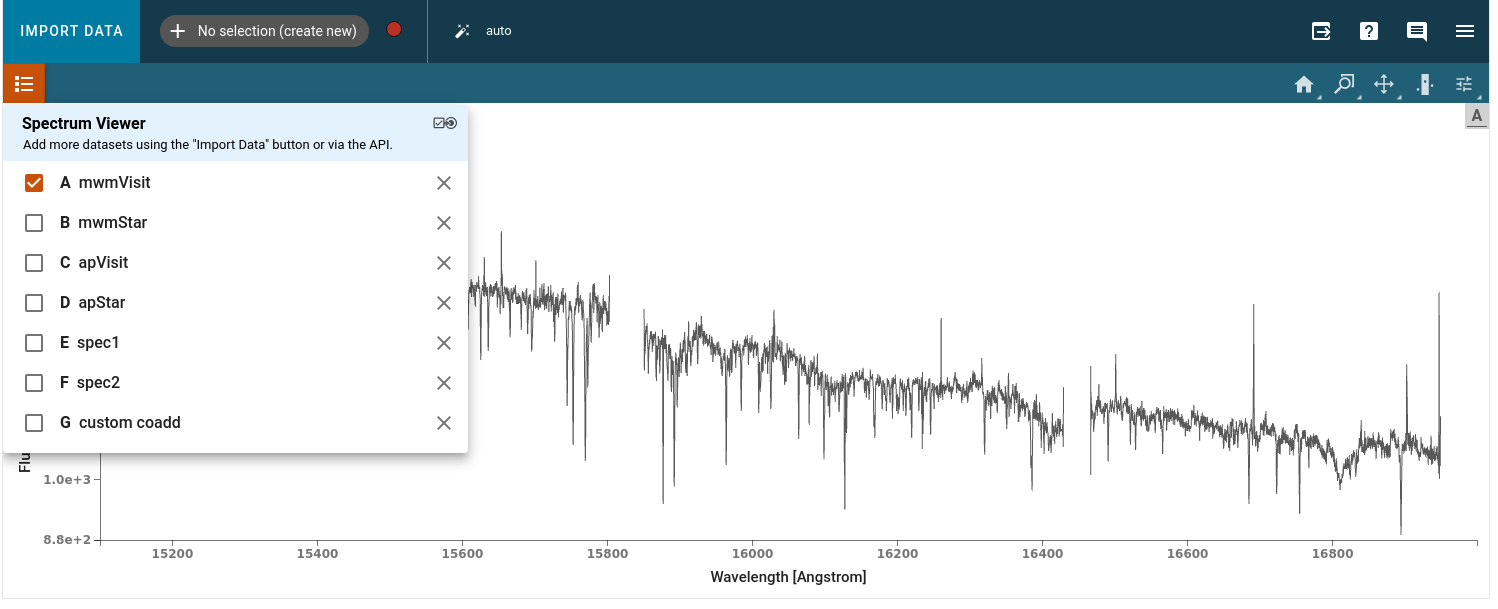 IMPORT DATA
No selection (create new)
auto
Spectrum Viewer
Add more datasets using the "Import Data" button or via the API.
A
A mwmVisit
B mwmStar
C apVisit
D apStar
E spec1
F spec2
G custom coadd
Flu
1.0e+3
8.8e+2
15200 15400 15600 15800 16000 16200 16400 16600 16800
Wavelength [Angstrom]